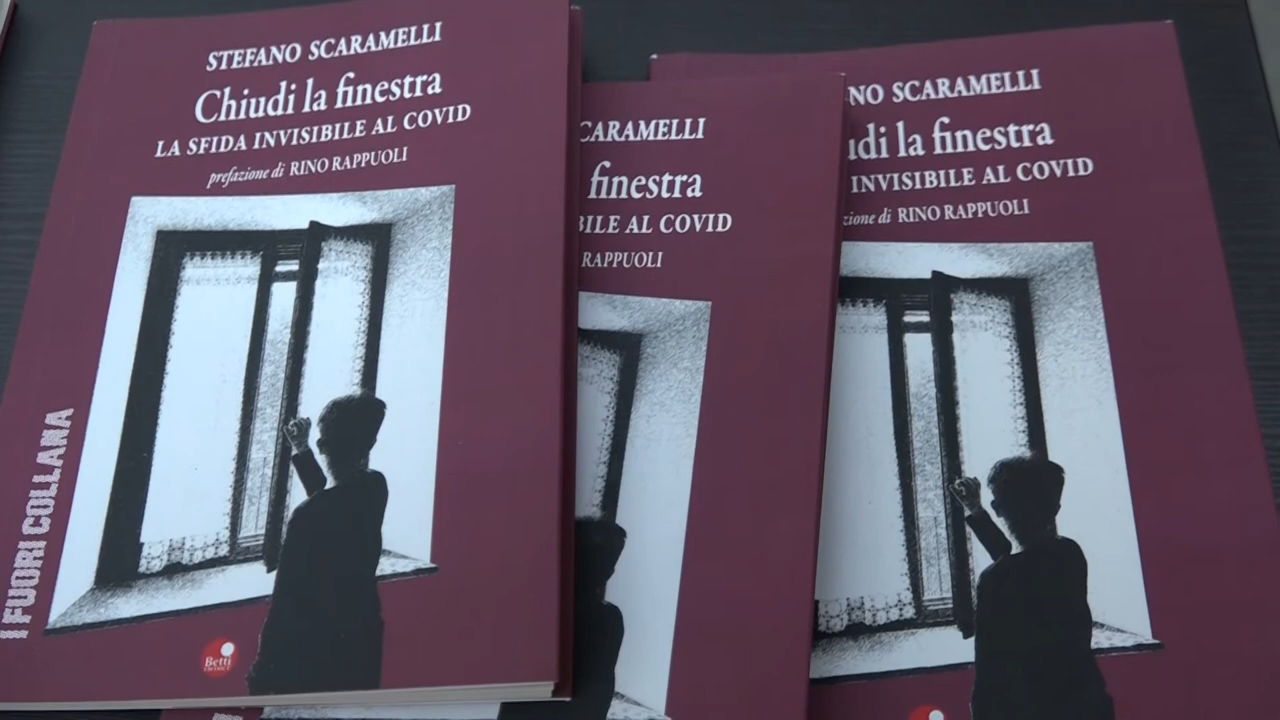 STEFANO SCARAMELLI
Chiudi la finestra
LA SFIDA INVISIBILE AL COVID
prefazione di RINO RAPPUOLI
I FUORI COLLANA
Betti
CARAMELLI
finestra
BILE AL COVID
RAPPUOLI
NO SCARAMELLI
udi la finestra
INVISIBILE AL COVID
zione di RINO RAPPUOLI